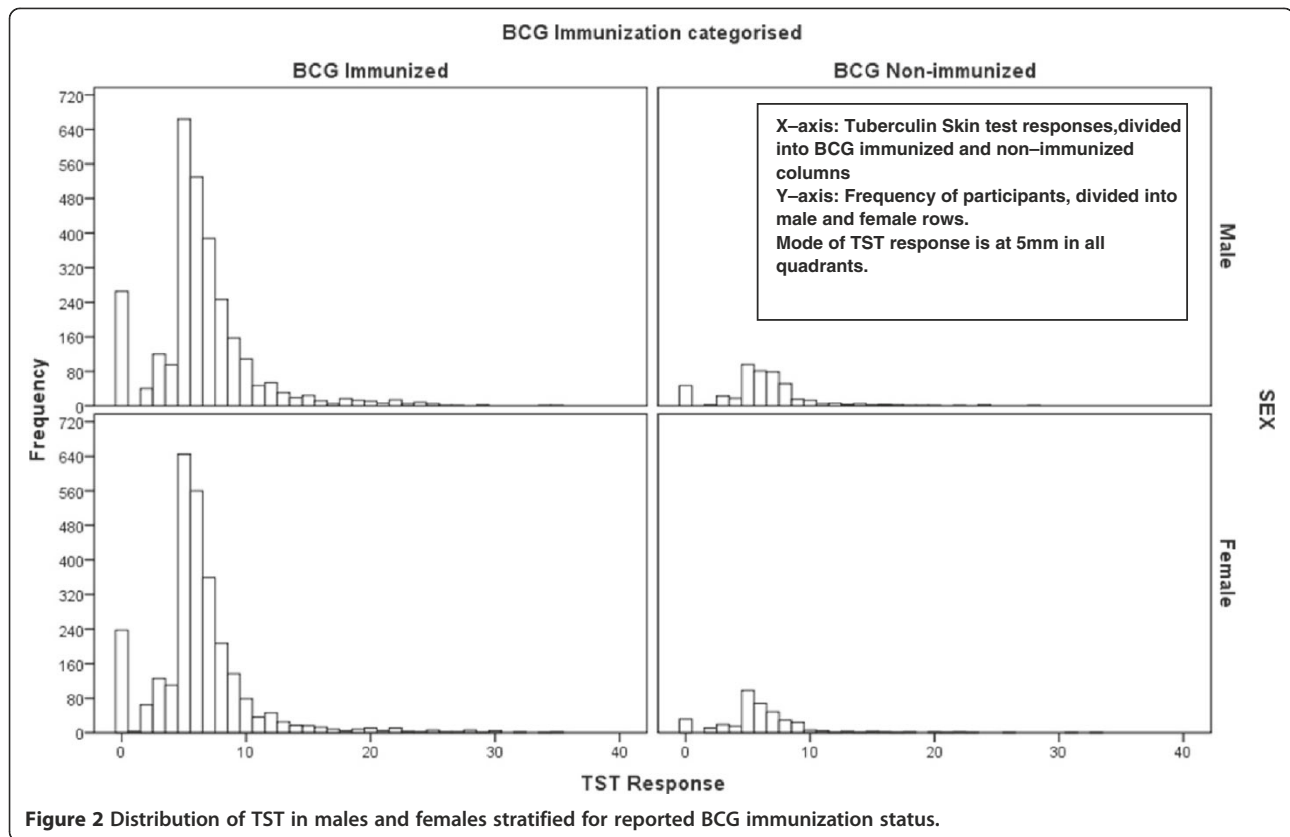 BCG Immunization categorised
BCG Immunized
BCG Non-immunized
720
640
560
480
400
320
240
160
80
0
X–axis: Tuberculin Skin test responses,divided
into BCG immunized and non–immunized
columns
Y–axis: Frequency of participants, divided into
male and female rows.
Mode of TST response is at 5mm in all
quadrants.
Male
Frequency
SEX
720
640
560
480
400
320
240
160
80
0
Female
0 10 20 30 40
0 10 20 30 40
TST Response
Figure 2 Distribution of TST in males and females stratified for reported BCG immunization status.